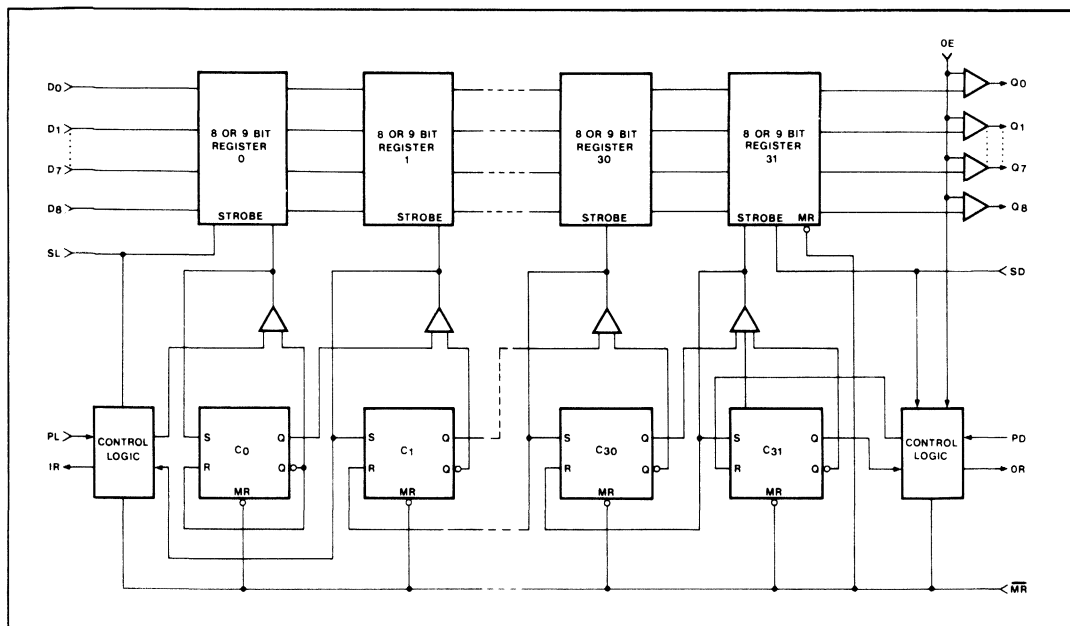 OE
D0
D1
D7
D8
SL
8 OR 9 BIT
REGISTER
0
STROBE
8 OR 9 BIT
REGISTER
1
STROBE
8 OR 9 BIT
REGISTER
30
STROBE
8 OR 9 BIT
REGISTER
31
STROBE MR
Q0
Q1
Q7
Q8
SD
PL
IR
CONTROL
LOGIC
S Q
C0
R Q
MR
S Q
C1
R Q
MR
S Q
C30
R Q
MR
S Q
C31
R Q
MR
CONTROL
LOGIC
PD
OR
M̅R̅